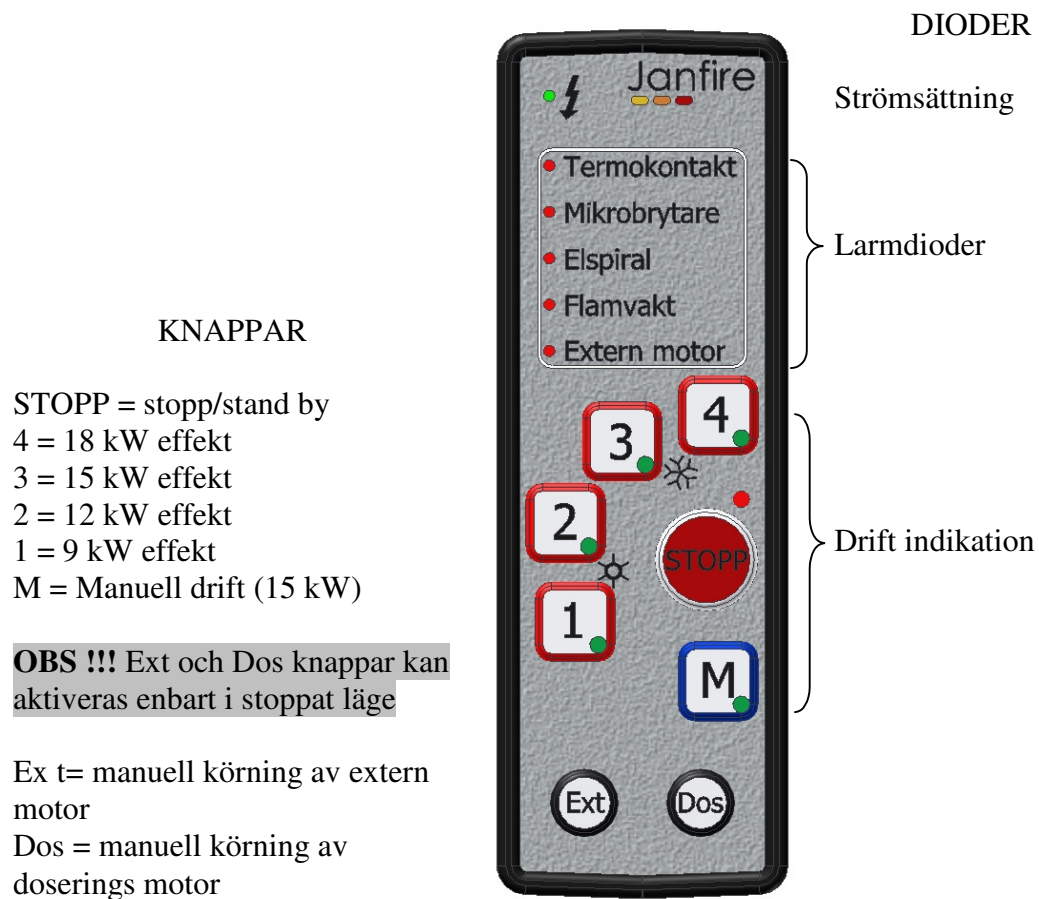 DIODER
Janfire
Strömsättning
Termokontakt
Mikrobrytare
Elspiral
Flamvakt
Extern motor
Larmdioder
KNAPPAR
STOPP = stopp/stand by
4 = 18 kW effekt
3 = 15 kW effekt
2 = 12 kW effekt
1 = 9 kW effekt
M = Manuell drift (15 kW)
OBS !!! Ext och Dos knappar kan
aktiveras enbart i stoppat läge
Ex t= manuell körning av extern
motor
Dos = manuell körning av
doserings motor
4
3
2
STOPP
1
M
Drift indikation
Ext
Dos